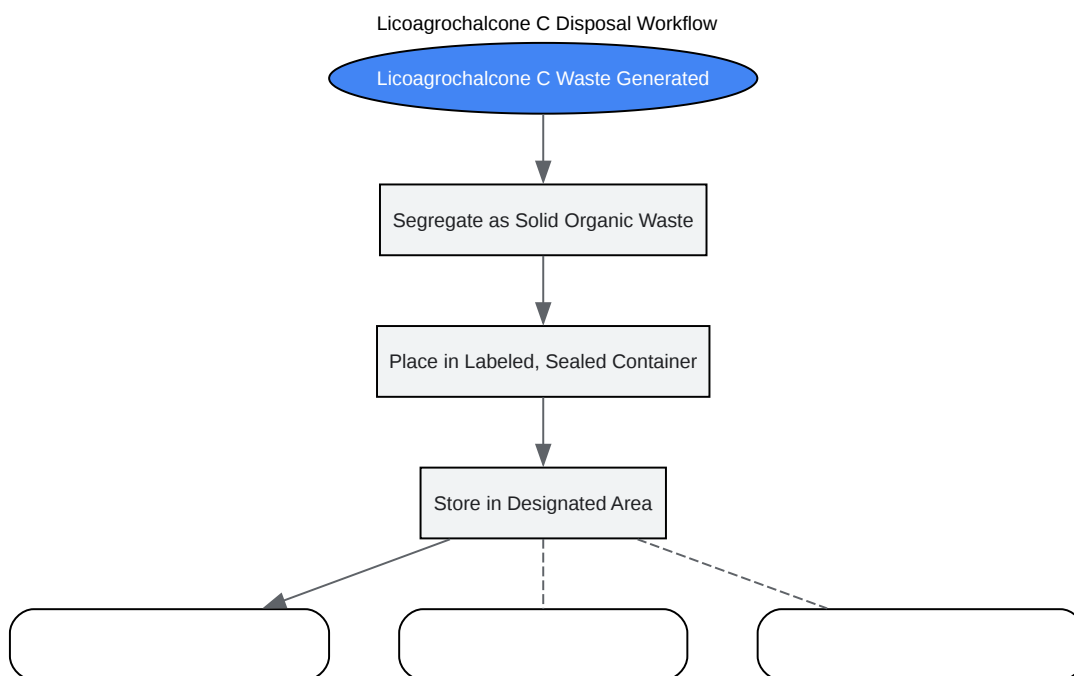 Licoagrochalcone C Disposal Workflow
Licoagrochalcone C Waste Generated
Segregate as Solid Organic Waste
Place in Labeled, Sealed Container
Store in Designated Area